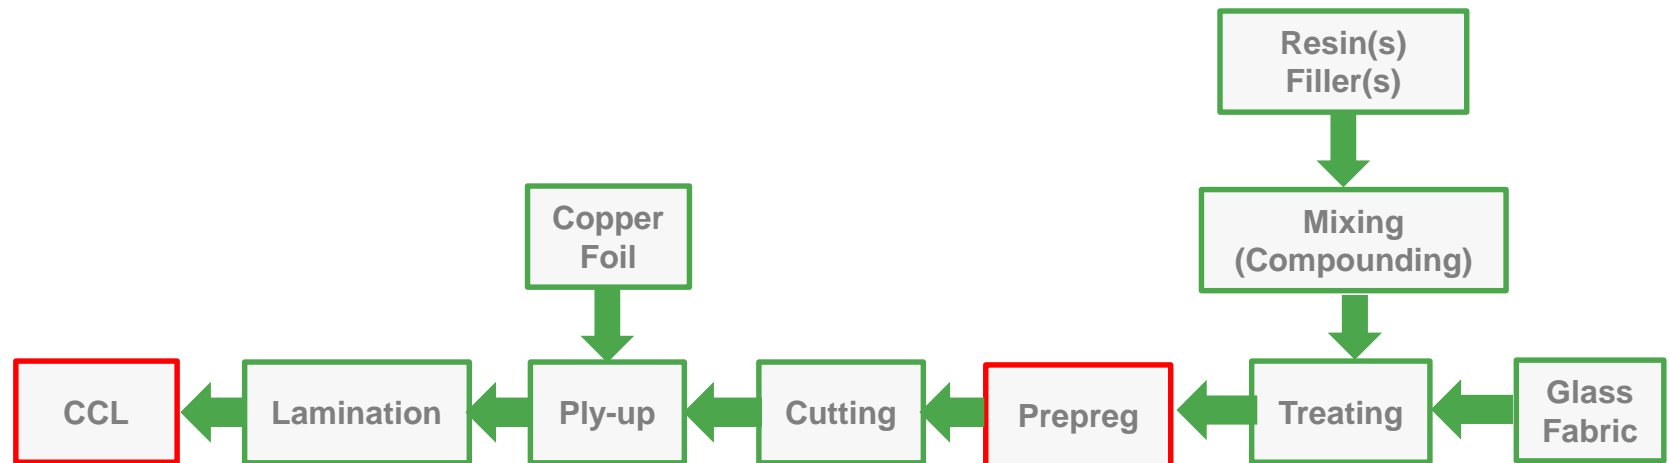 Resin(s)
Filler(s)
Copper
Foil
Mixing
(Compounding)
CCL
Lamination
Ply-up
Cutting
Prepreg
Treating
Glass
Fabric